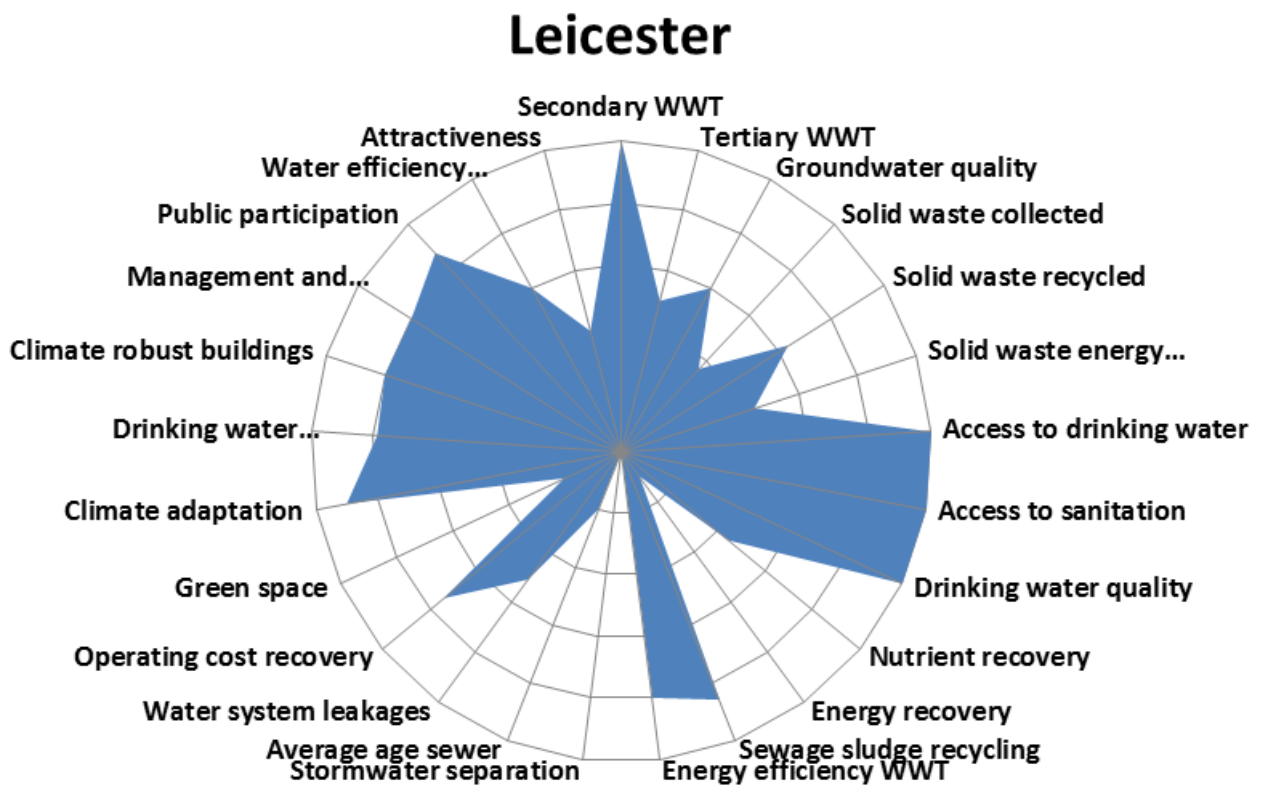 Leicester
Secondary WWT
Tertiary WWT
Groundwater quality
Solid waste collected
Solid waste recycled
Solid waste energy...
Access to drinking water
Access to sanitation
Drinking water quality
Nutrient recovery
Energy recovery
Sewage sludge recycling
Energy efficiency WWT
Stormwater separation
Average age sewer
Water system leakages
Operating cost recovery
Green space
Climate adaptation
Drinking water...
Climate robust buildings
Management and...
Public participation
Water efficiency...
Attractiveness